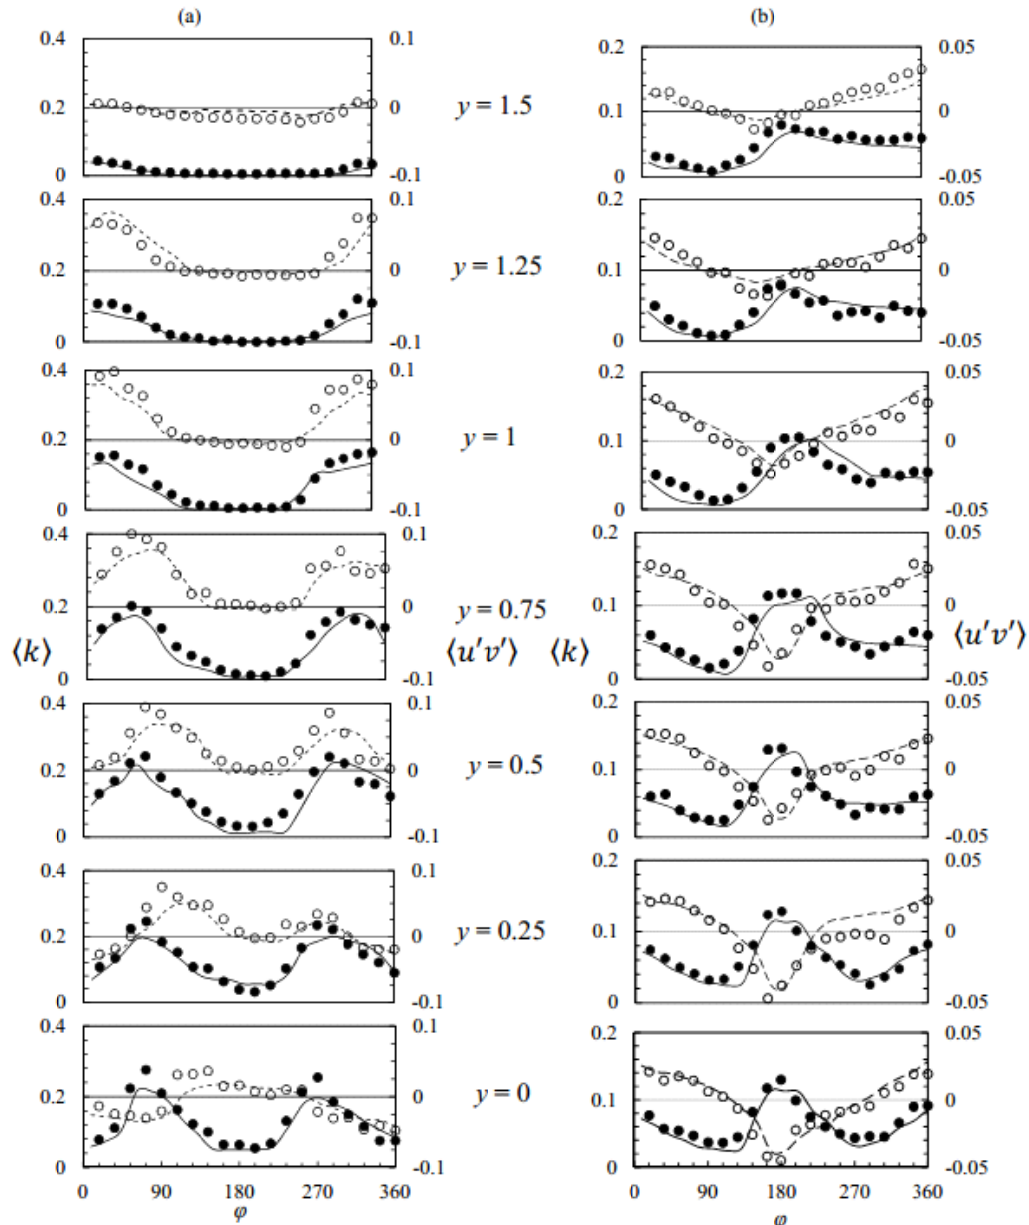 (a) (b)
0.4 0.1 0.2 0.05
0.2 0 y = 1.5 0.1 0
0 -0.1 0 -0.05
0.4 0.1 0.2 0.05
0.2 0 y = 1.25 0.1 0
0 -0.1 0 -0.05
0.4 0.1 0.2 0.05
0.2 0 y = 1 0.1 0
0 -0.1 0 -0.05
0.4 0.1 0.2 0.05
0.2 0 y = 0.75 0.1 0
⟨k⟩ ⟨u'v'⟩ ⟨k⟩ ⟨u'v'⟩
0 -0.1 0 -0.05
0.4 0.1 0.2 0.05
0.2 0 y = 0.5 0.1 0
0 -0.1 0 -0.05
0.4 0.1 0.2 0.05
0.2 0 y = 0.25 0.1 0
0 -0.1 0 -0.05
0.4 0.1 0.2 0.05
0.2 0 y = 0 0.1 0
0 -0.1 0 -0.05
0 90 180 270 360 0 90 180 270 360
φ φ